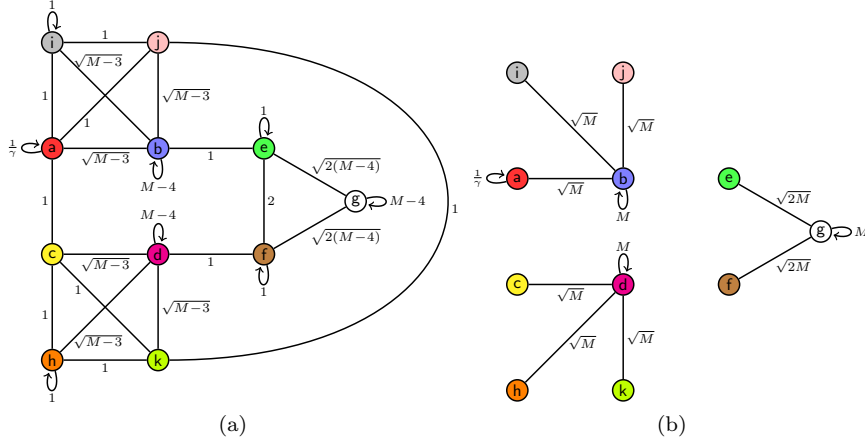 1
i 1 j
√M−3
1 √M−3 1
1/γ a 1 √M−3 b 1 e √2(M−4)
M−4
1 M−4 2 g M−4
c √M−3 d 1 f √2(M−4)
1 1 √M−3 1
√M−3
h 1 k
1
1
(a)
i j
√M √M
1/γ a √M b e √2M
M
M g M
c √M d f √2M
√M √M
h k
(b)